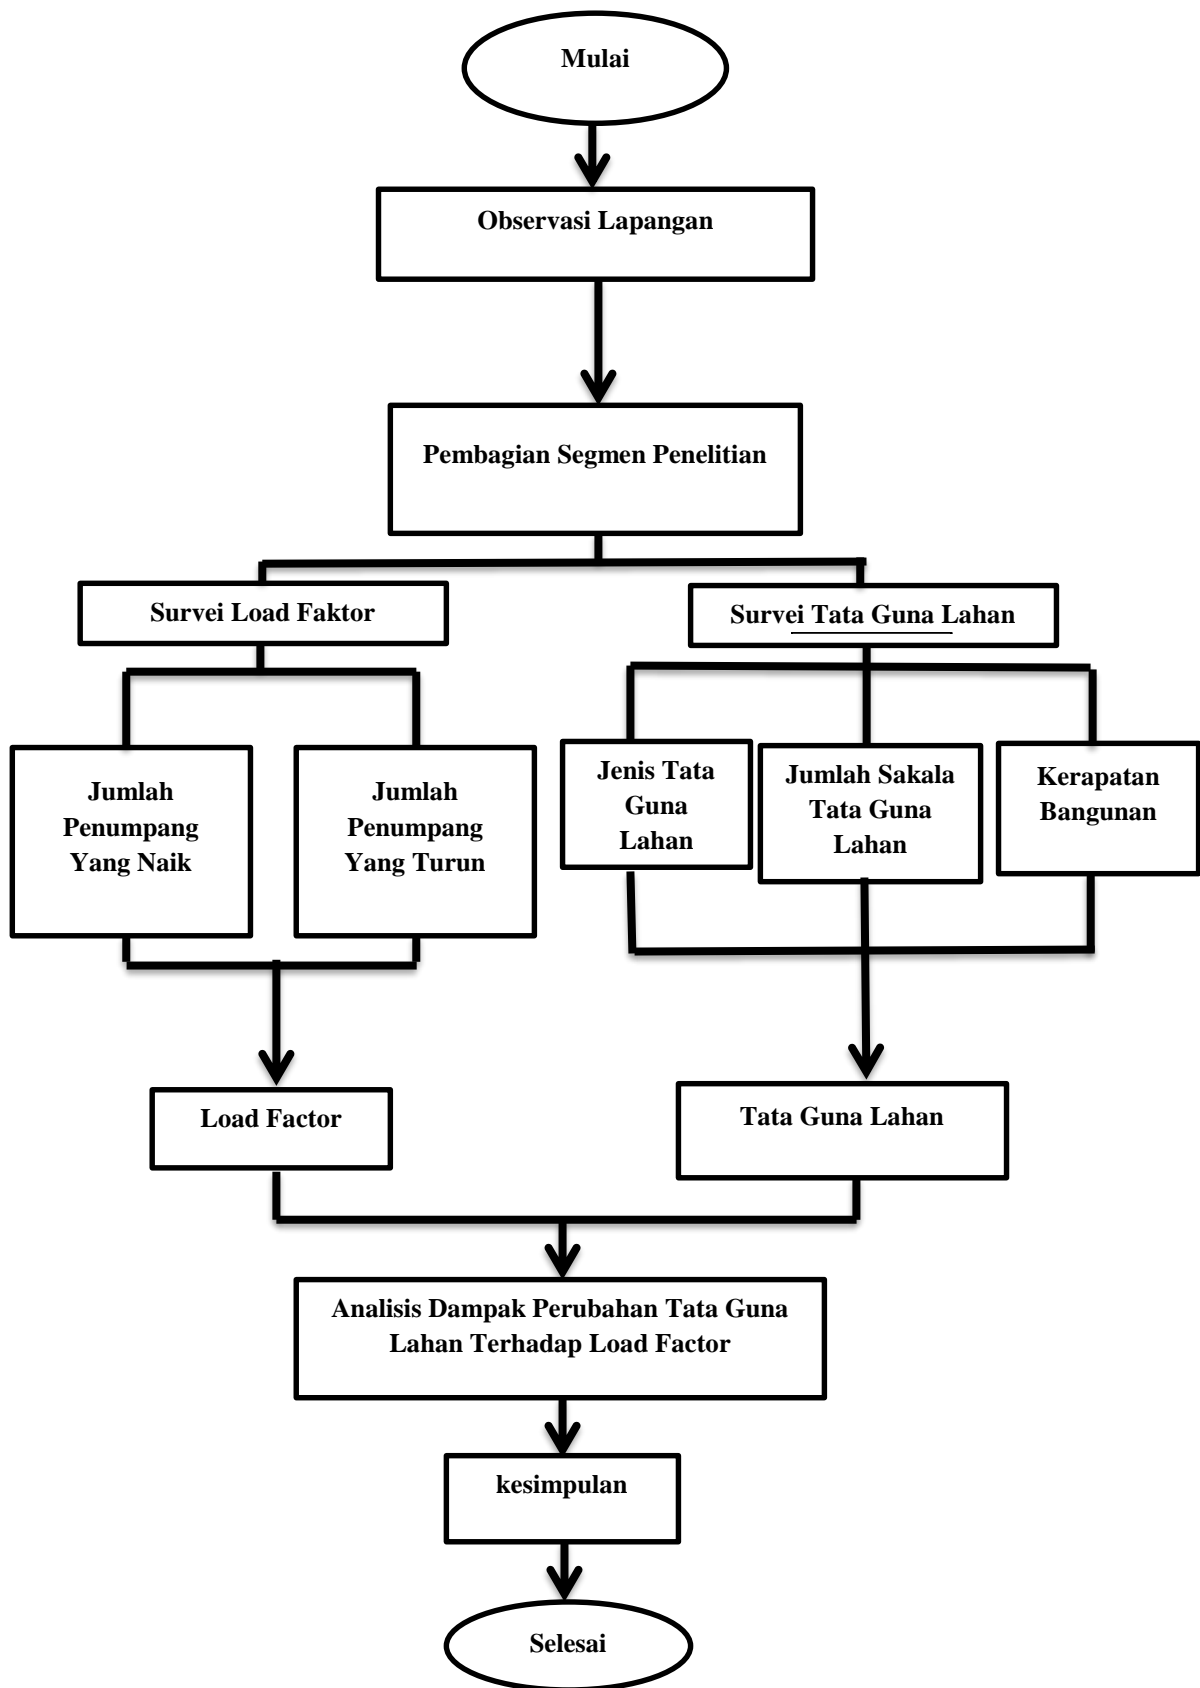 Mulai
Observasi Lapangan
Pembagian Segmen Penelitian
Survei Load Faktor
Survei Tata Guna Lahan
Jumlah
Penumpang
Yang Naik
Jumlah
Penumpang
Yang Turun
Jenis Tata
Guna
Lahan
Jumlah Sakala
Tata Guna
Lahan
Kerapatan
Bangunan
Load Factor
Tata Guna Lahan
Analisis Dampak Perubahan Tata Guna
Lahan Terhadap Load Factor
kesimpulan
Selesai